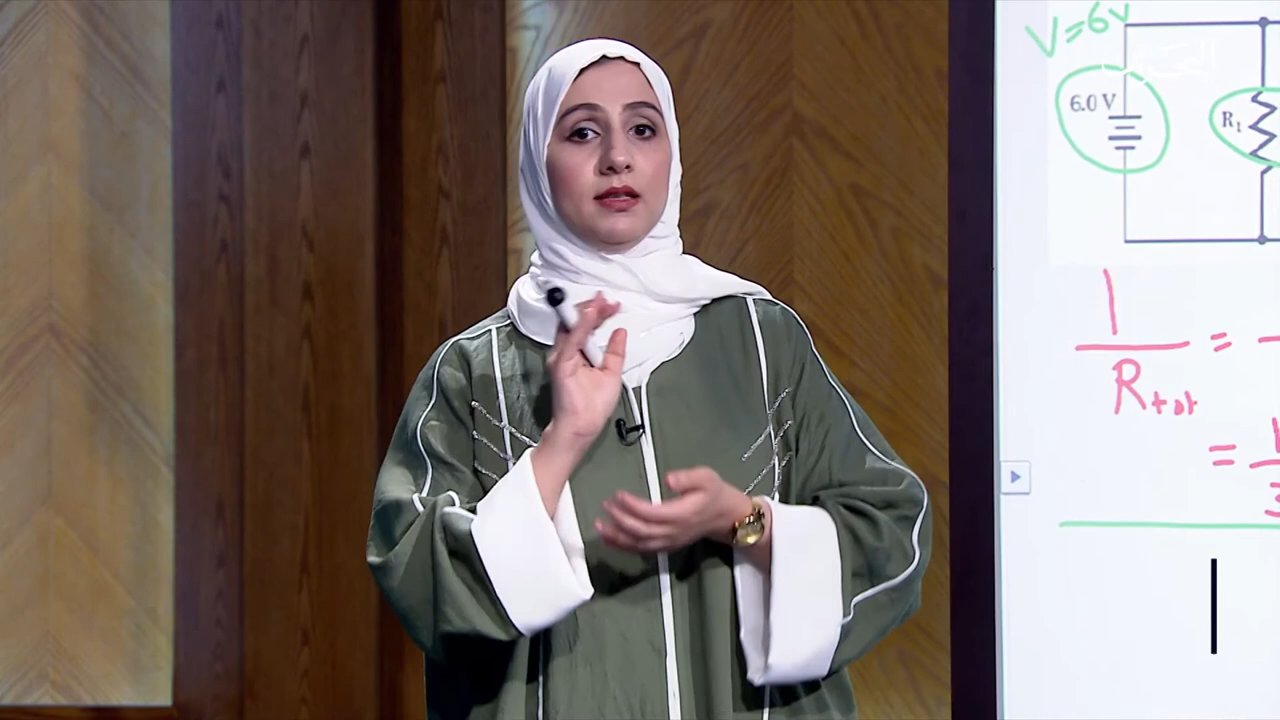 V=6v
6.0 V
R1
1
Rtot
=
=